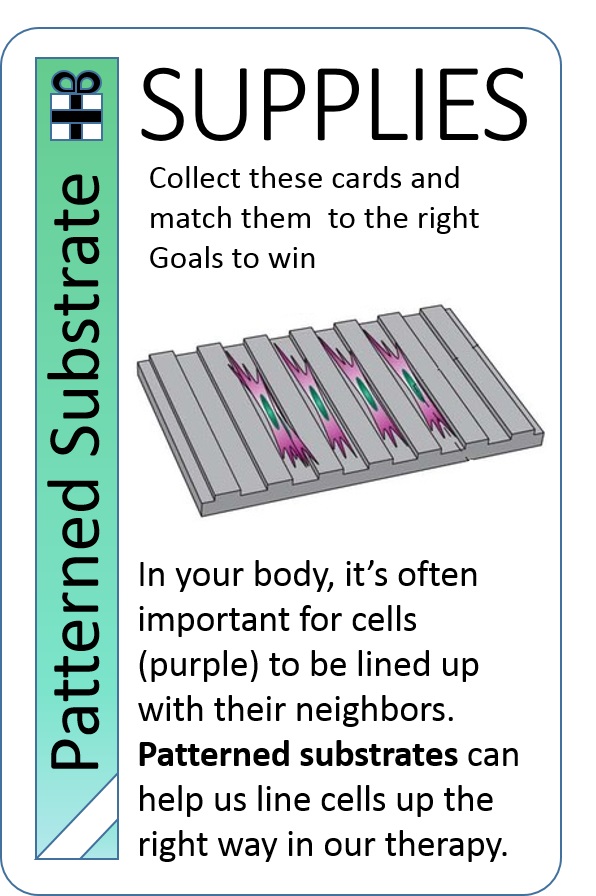 SUPPLIES
Collect these cards and
match them  to the right
Goals to win
Patterned Substrate
In your body, it’s often
important for cells
(purple) to be lined up
with their neighbors.
Patterned substrates can
help us line cells up the
right way in our therapy.